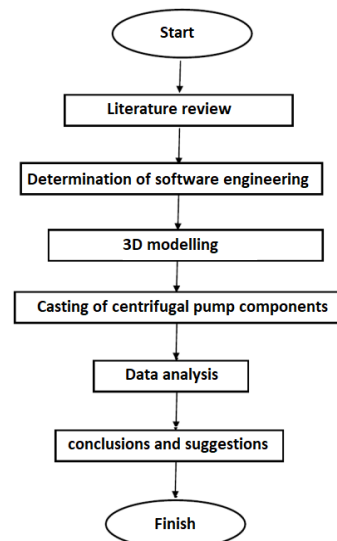 Start
Literature review
Determination of software engineering
3D modelling
Casting of centrifugal pump components
Data analysis
conclusions and suggestions
Finish